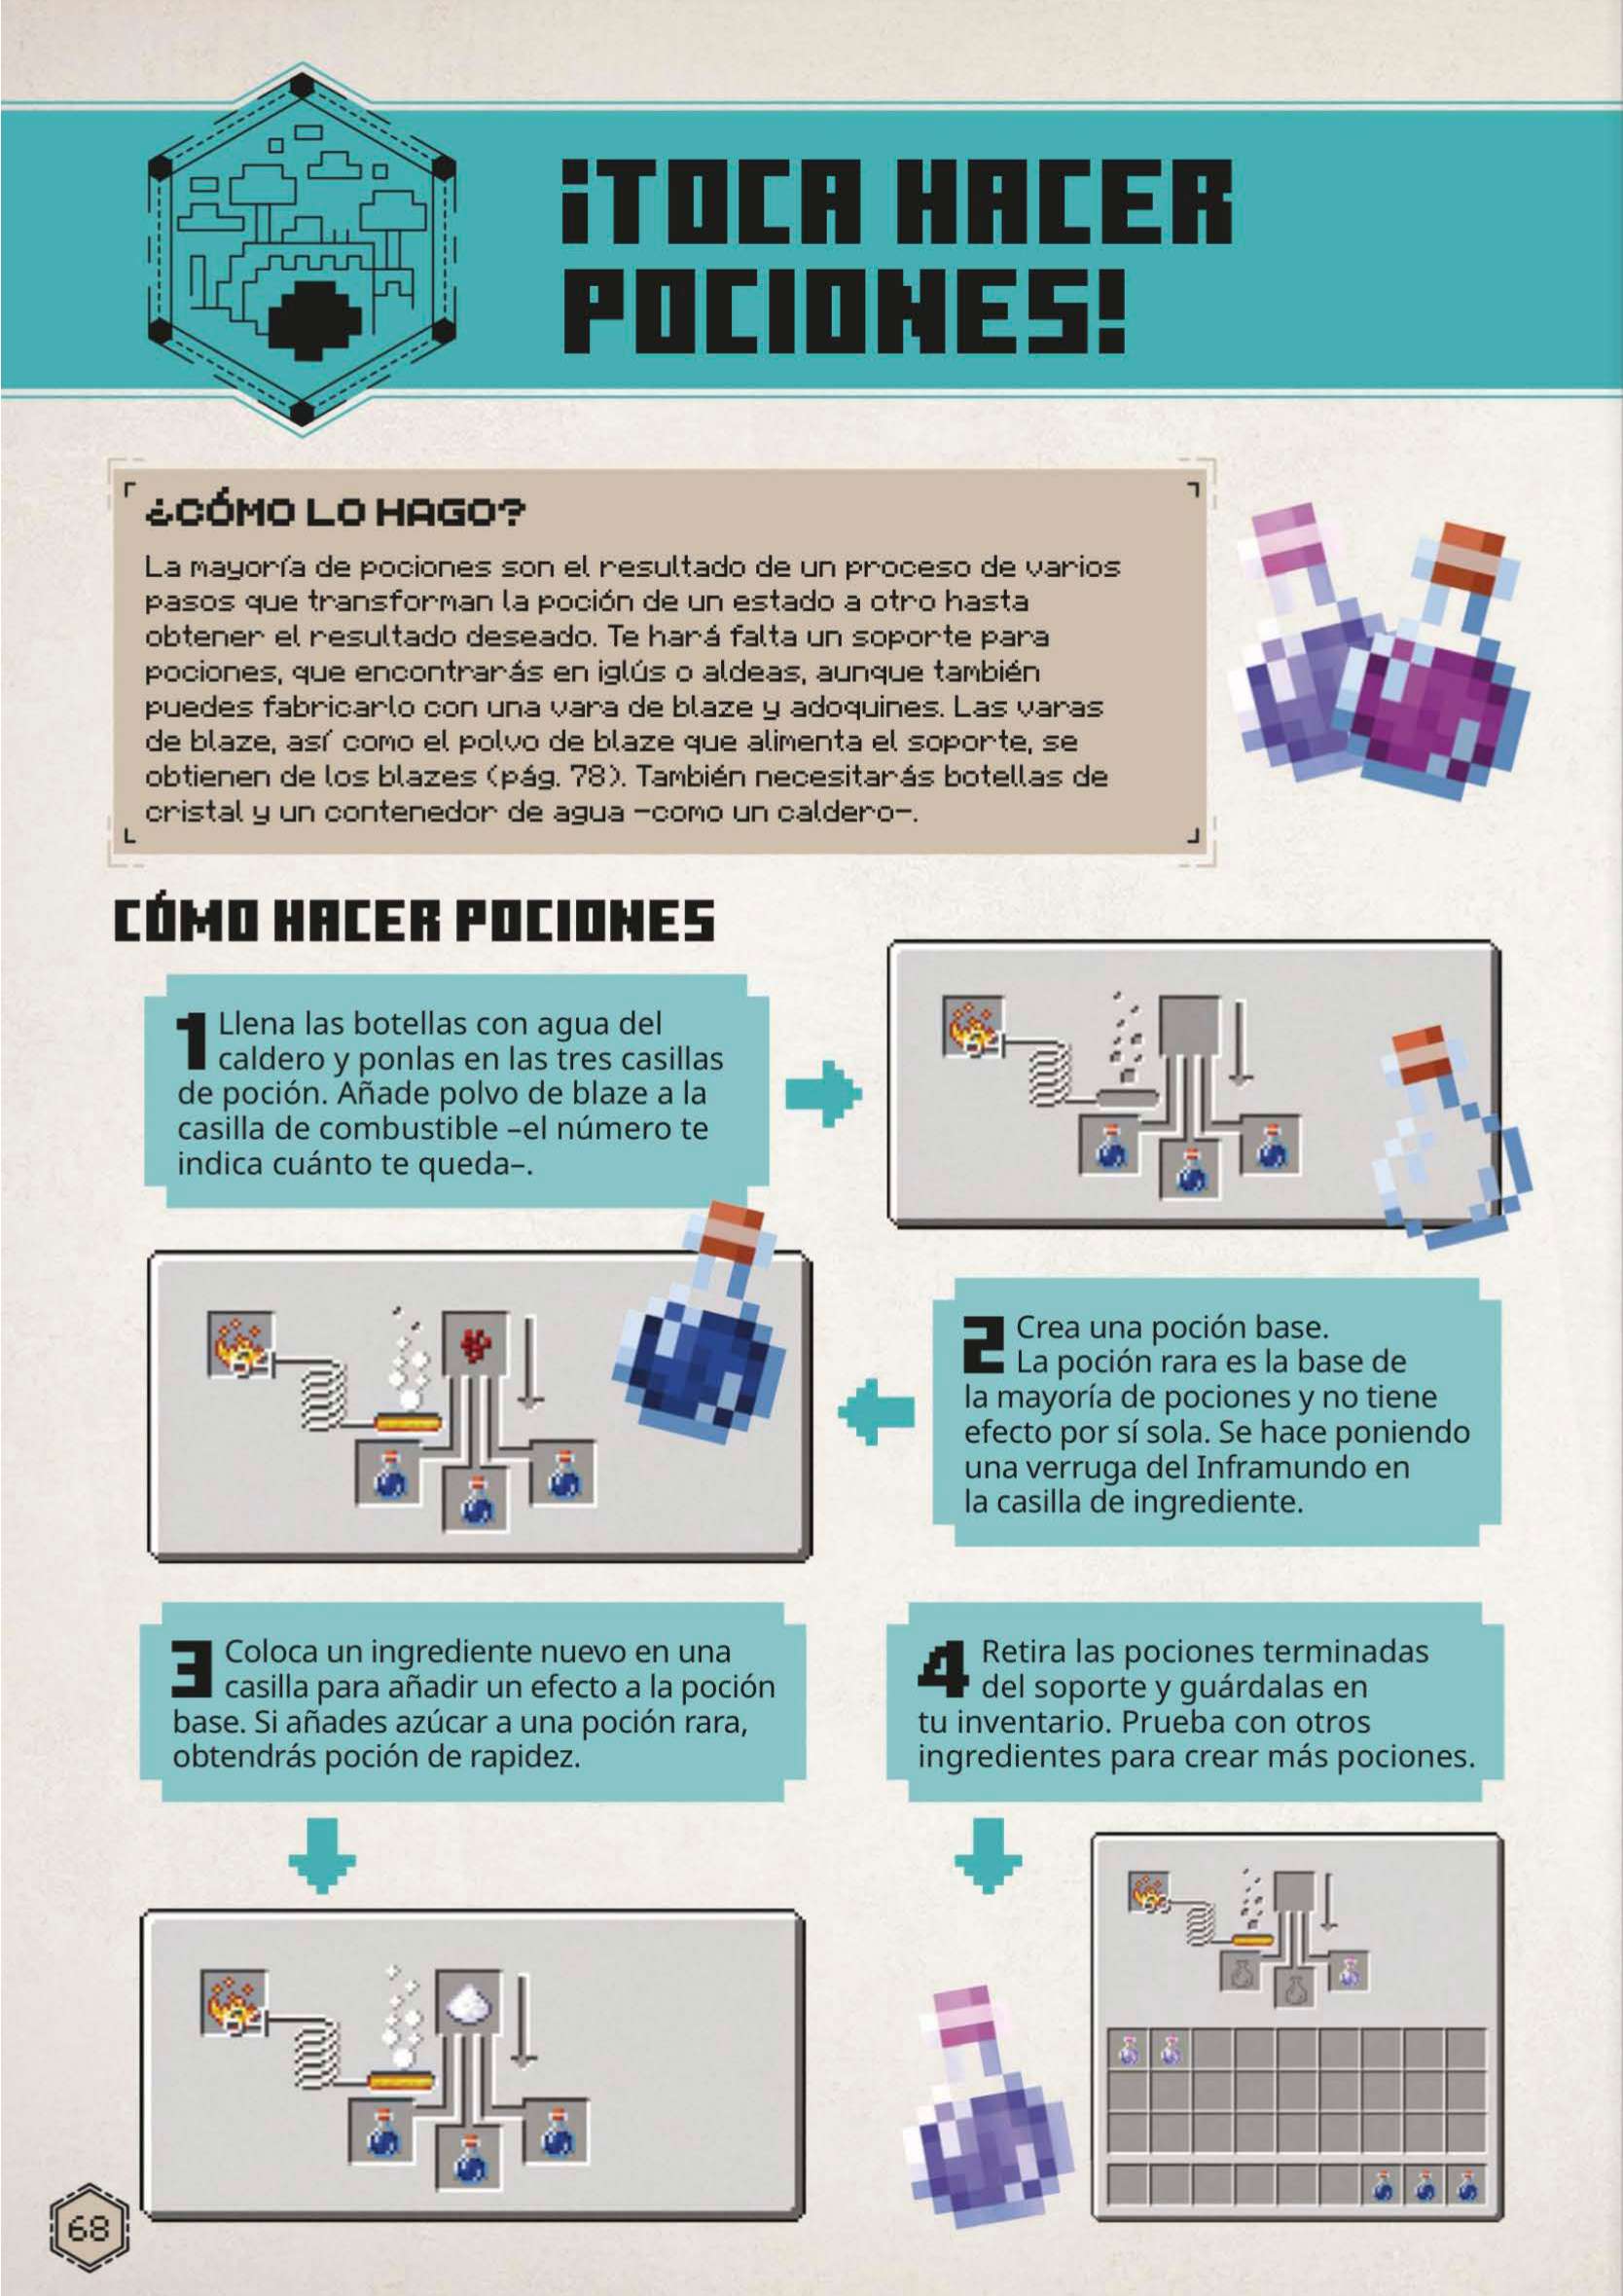 ¡TOCA HACER
POCIONES!
¿CÓMO LO HAGO?
La mayoría de pociones son el resultado de un proceso de varios
pasos que transforman la poción de un estado a otro hasta
obtener el resultado deseado. Te hará falta un soporte para
pociones, que encontrarás en iglús o aldeas, aunque también
puedes fabricarlo con una vara de blaze y adoquines. Las varas
de blaze, así como el polvo de blaze que alimenta el soporte, se
obtienen de los blazes (pág. 78). También necesitarás botellas de
cristal y un contenedor de agua –como un caldero–.
CÓMO HACER POCIONES
1 Llena las botellas con agua del
caldero y ponlas en las tres casillas
de poción. Añade polvo de blaze a la
casilla de combustible –el número te
indica cuánto te queda–.
2 Crea una poción base.
La poción rara es la base de
la mayoría de pociones y no tiene
efecto por sí sola. Se hace poniendo
una verruga del Inframundo en
la casilla de ingrediente.
3 Coloca un ingrediente nuevo en una
casilla para añadir un efecto a la poción
base. Si añades azúcar a una poción rara,
obtendrás poción de rapidez.
4 Retira las pociones terminadas
del soporte y guárdalas en
tu inventario. Prueba con otros
ingredientes para crear más pociones.
68